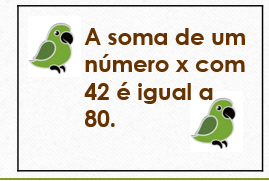 A soma de um
número x com
42 é igual a
80.